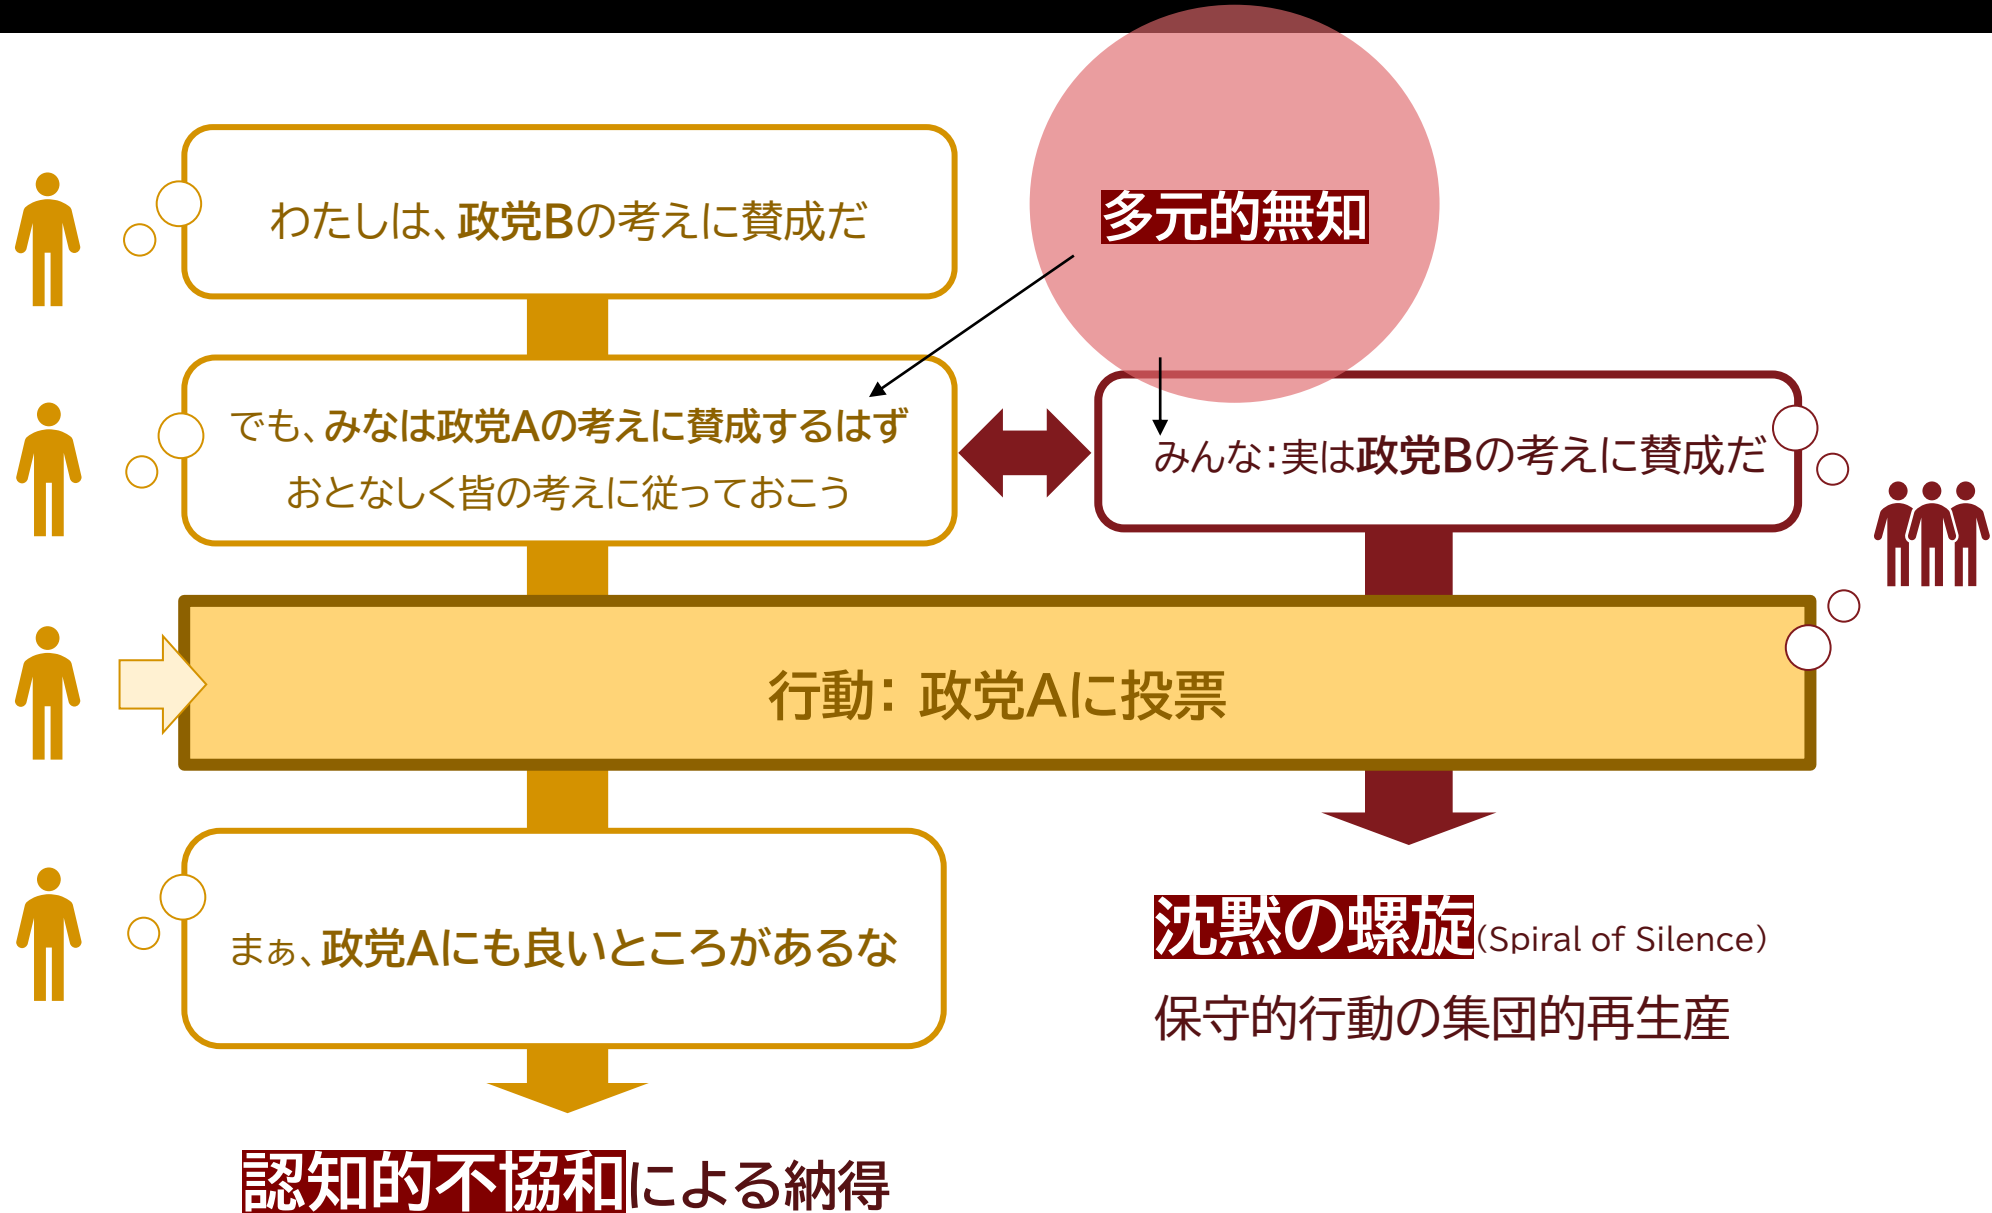 わたしは、政党Bの考えに賛成だ
多元的無知
でも、みなは政党Aの考えに賛成するはず
おとなしく皆の考えに従っておこう
みんな：実は政党Bの考えに賛成だ
行動： 政党Aに投票
まぁ、政党Aにも良いところがあるな
沈黙の螺旋（Spiral of Silence）
保守的行動の集団的再生産
認知的不協和による納得